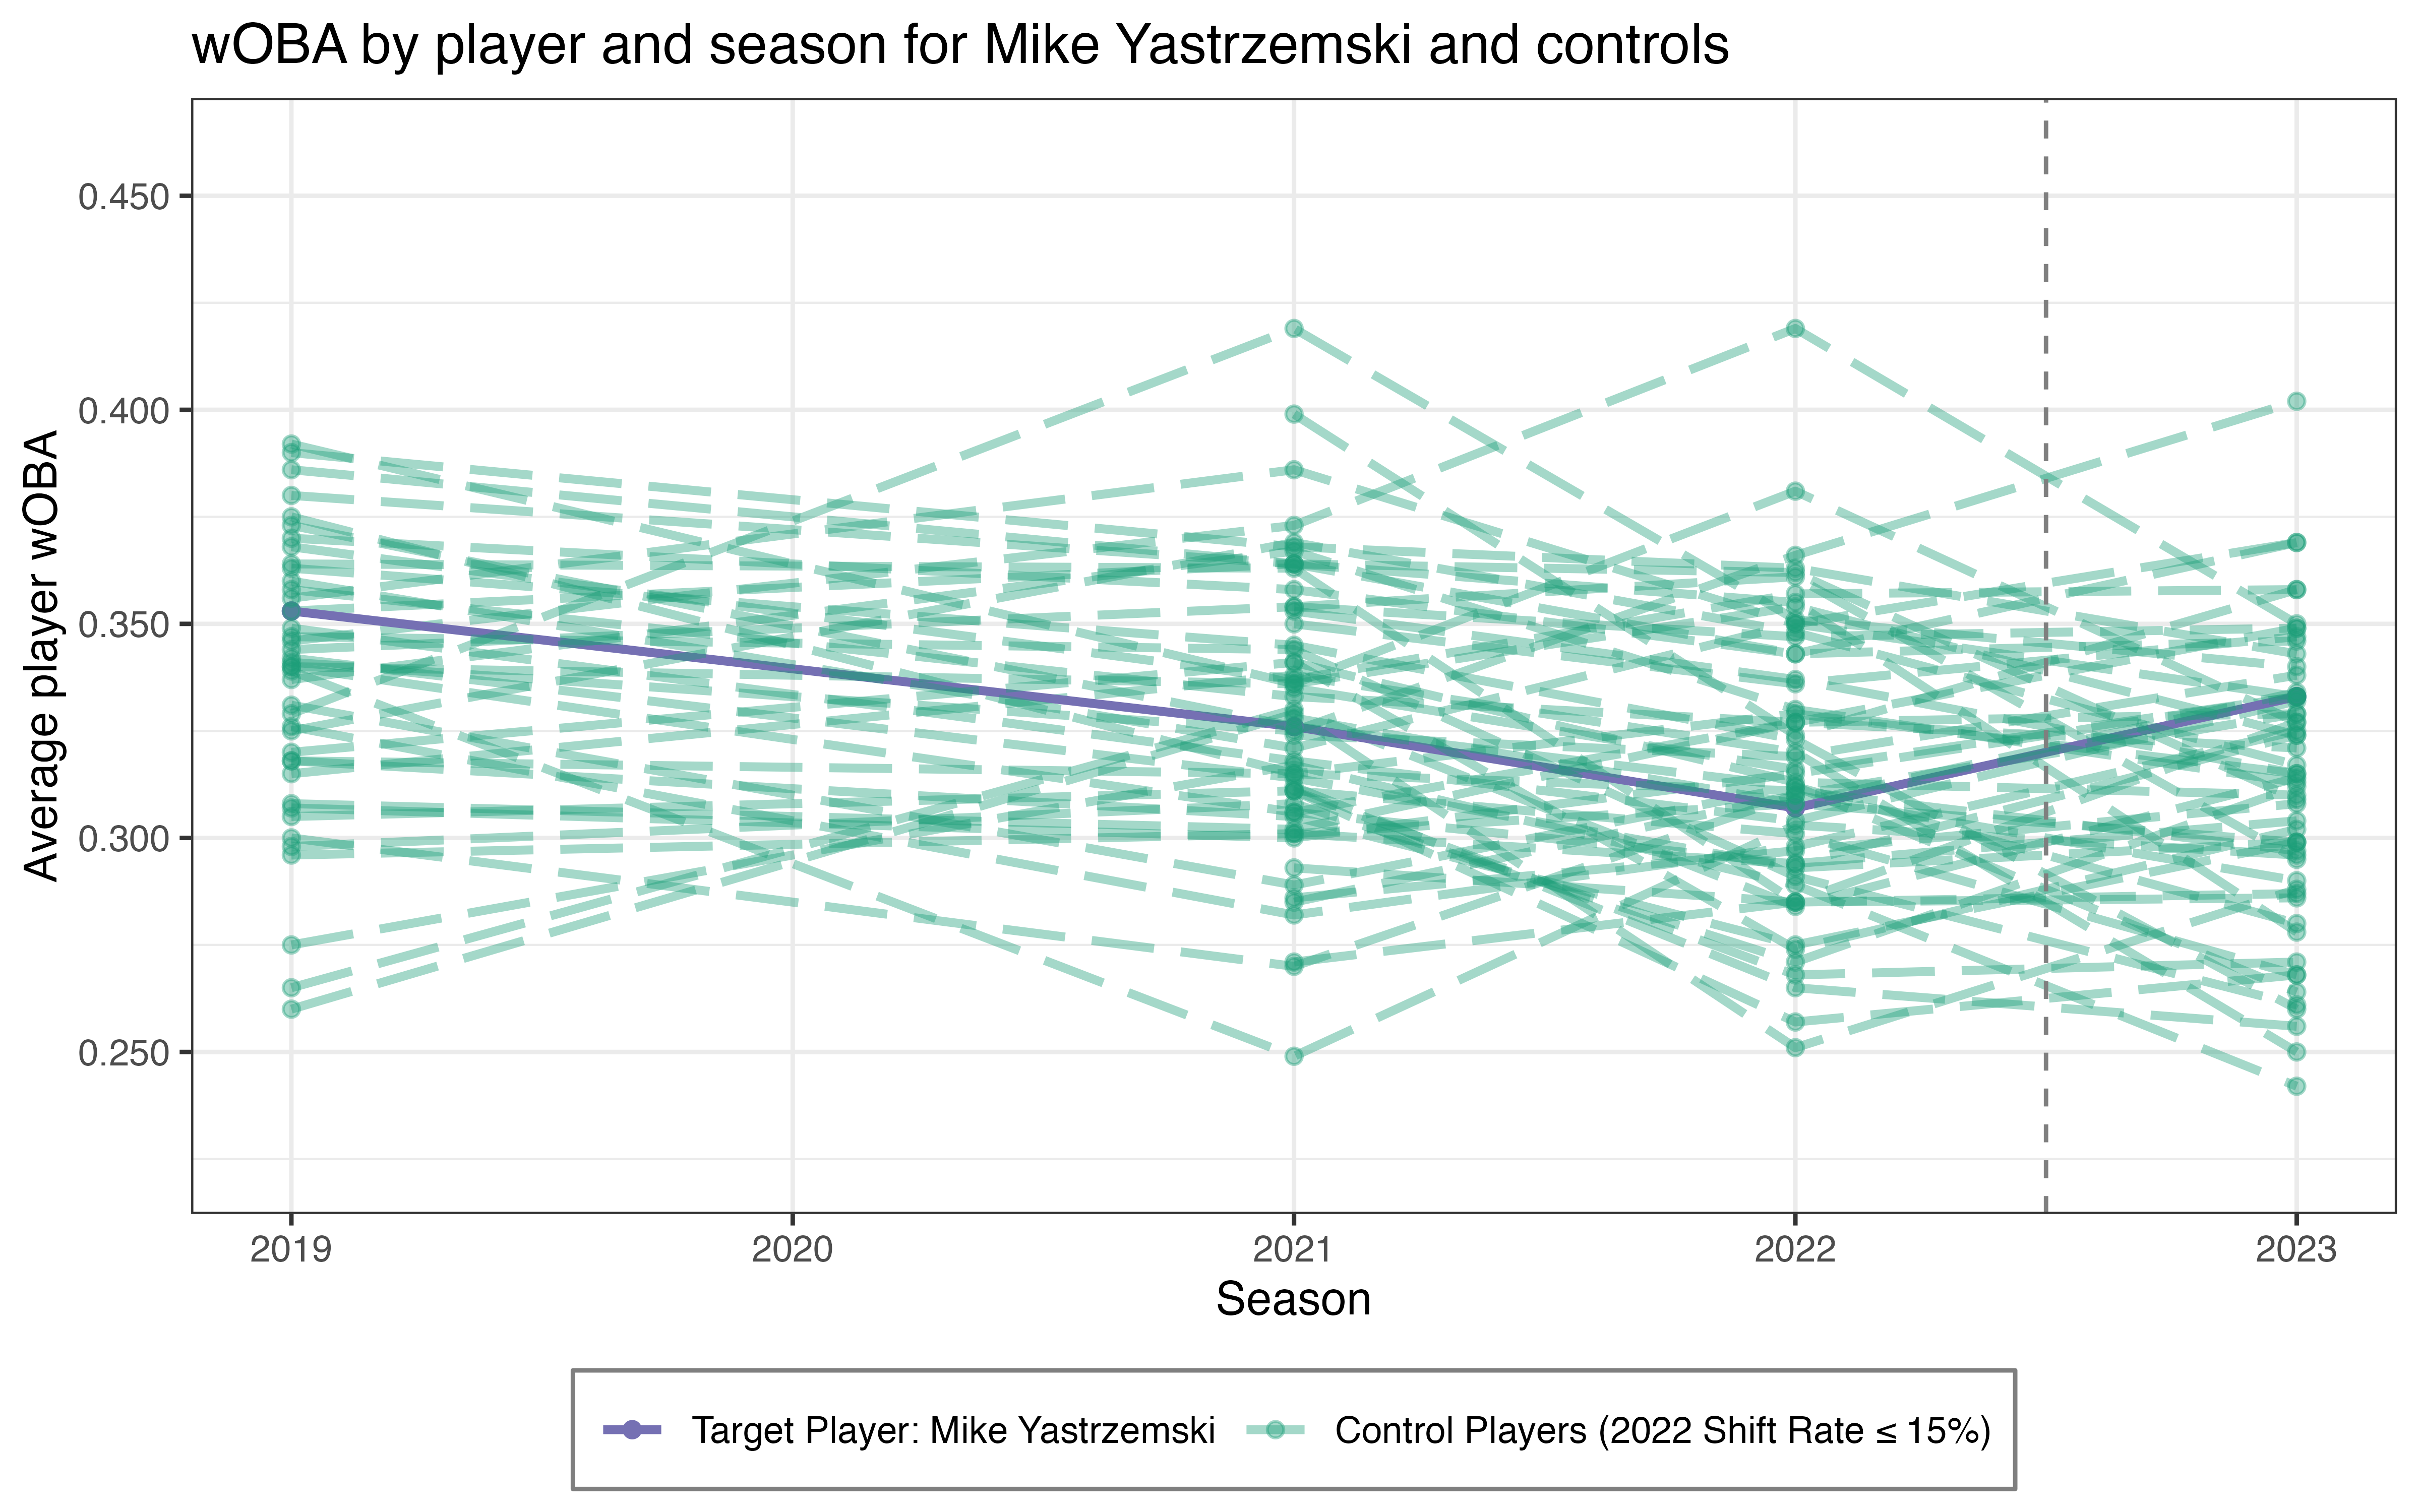 wOBA by player and season for Mike Yastrzemski and controls
Average player wOBA
0.450
0.400
0.350
0.300
0.250
2019 2020 2021 2022 2023
Season
Target Player: Mike Yastrzemski Control Players (2022 Shift Rate ≤ 15%)